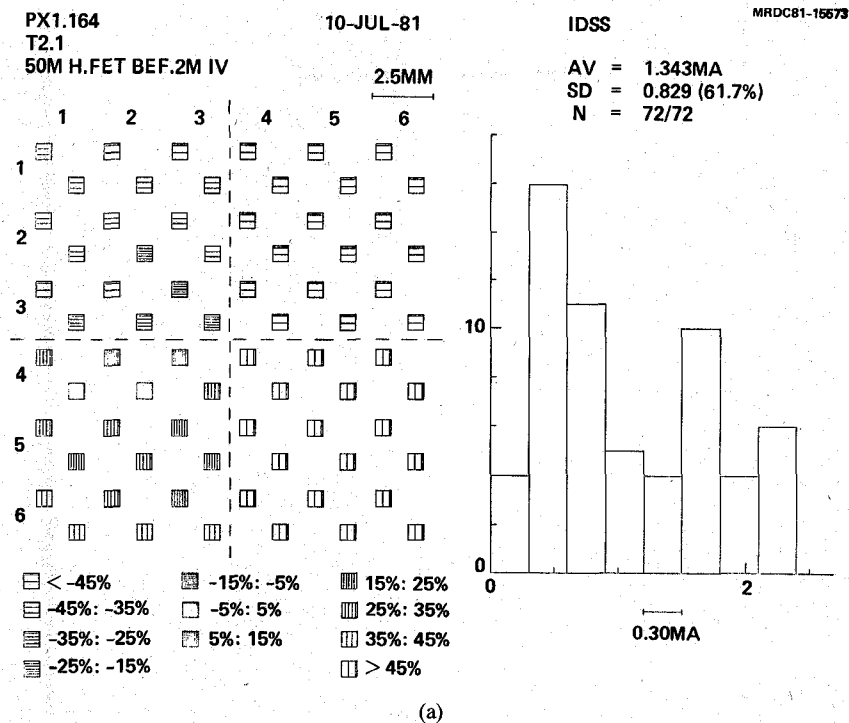 MRDC81-15573
PX1.164
10-JUL-81
IDSS
T2.1
50M H.FET BEF.2M IV
2.5MM
AV = 1.343MA
SD = 0.829 (61.7%)
N = 72/72
1 2 3 4 5 6
1
2
3
4
5
6
10
0
0 2
0.30MA
< -45%
-45%: -35%
-35%: -25%
-25%: -15%
-15%: -5%
-5%: 5%
5%: 15%
15%: 25%
25%: 35%
35%: 45%
> 45%
(a)